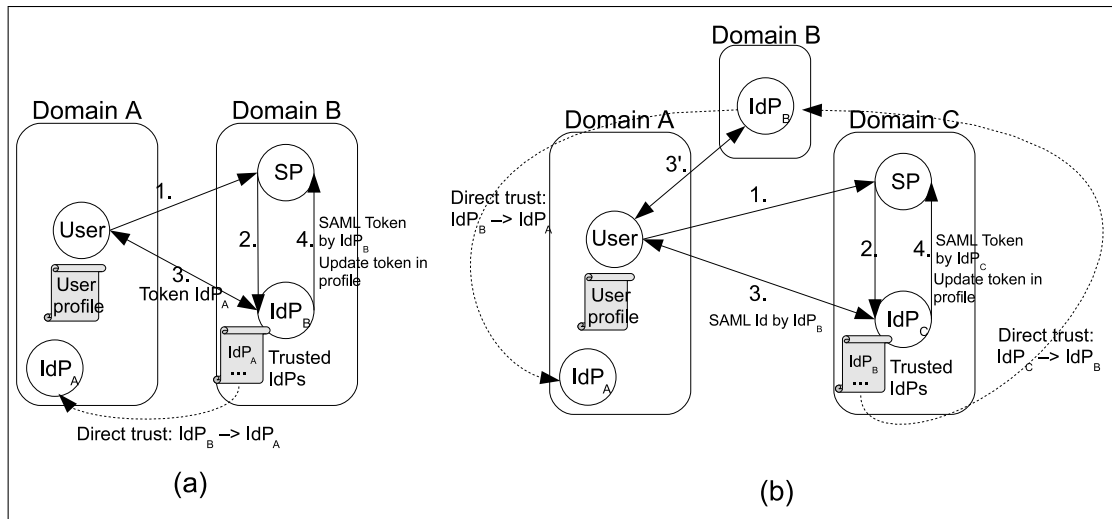 Domain A
Domain B
SP
1.
User
2.
4.
SAML Token
by IdP_B
Update token in
profile
3.
Token IdP_A
User
profile
IdP_B
IdP_A
...
Trusted
IdPs
IdP_A
Direct trust: IdP_B –> IdP_A
(a)
Domain B
IdP_B
Domain A
Domain C
3'.
SP
Direct trust:
IdP_B –> IdP_A
1.
User
2.
4.
SAML Token
by IdP_C
Update token in
profile
User
profile
3.
SAML Id by IdP_B
IdP_C
IdP_B
...
Trusted
IdPs
IdP_A
Direct trust:
IdP_C –> IdP_B
(b)